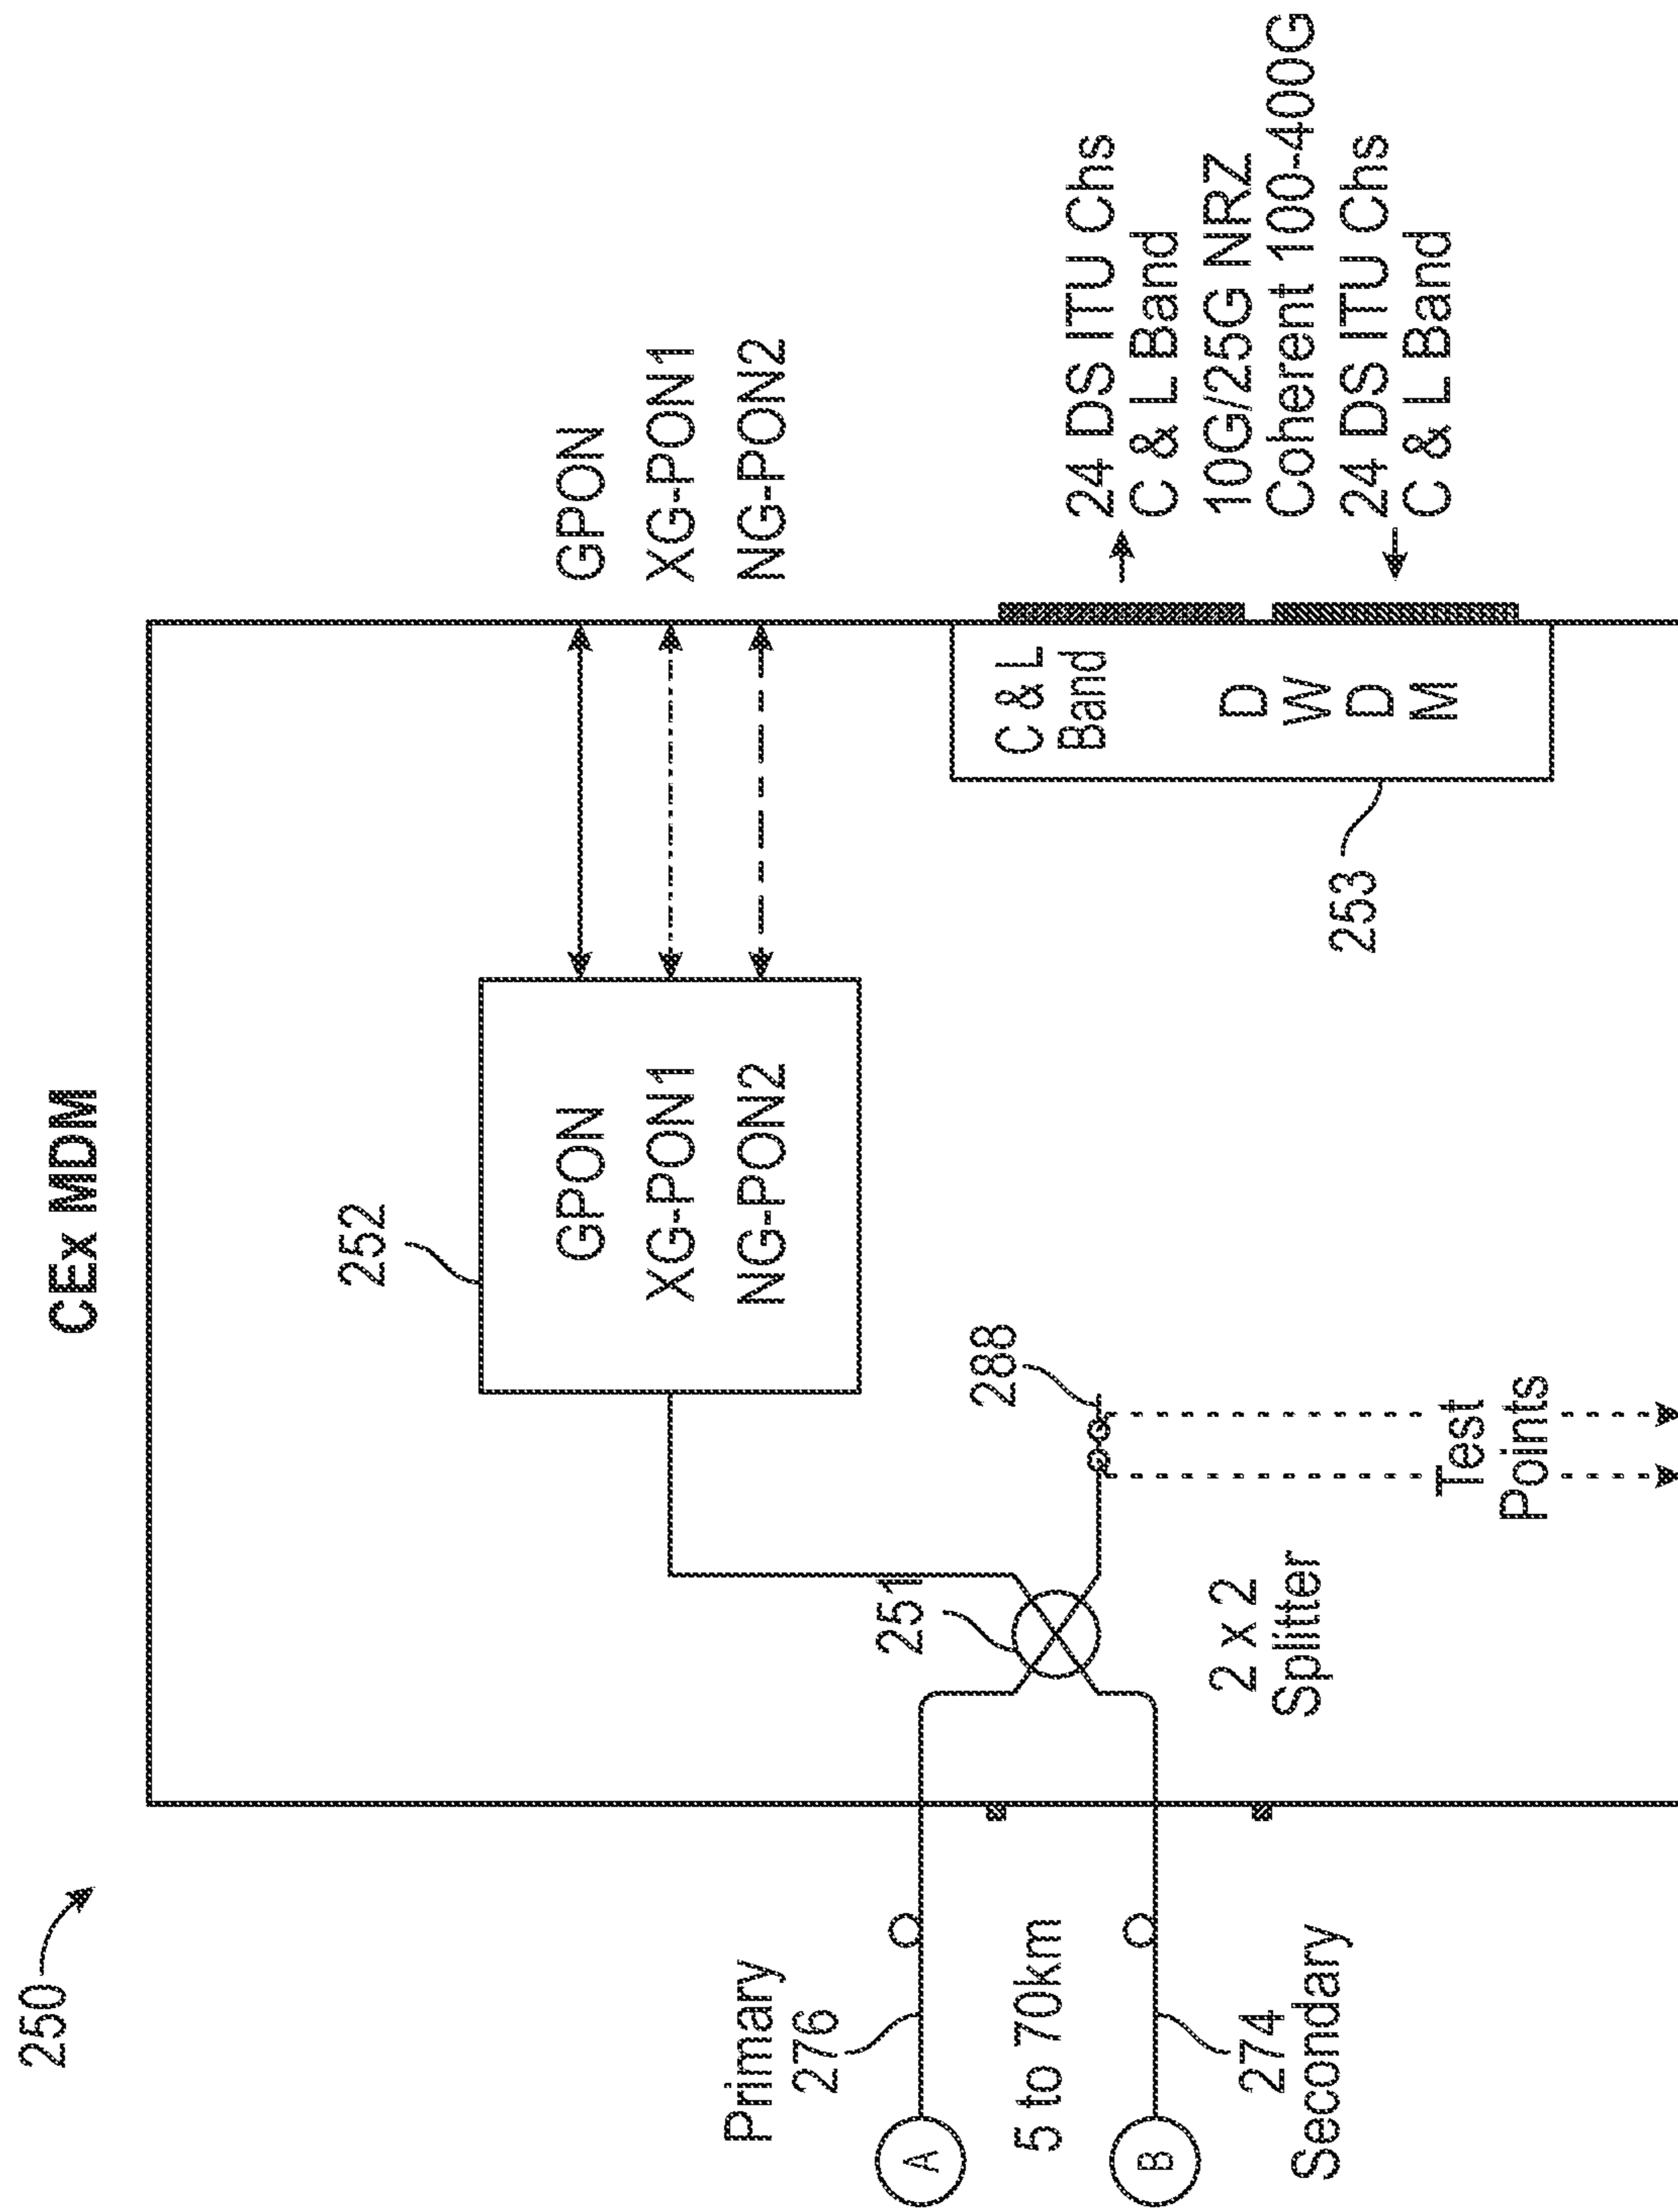 250
CEx MDM
252
GPON
XG-PON1
NG-PON2
GPON
XG-PON1
NG-PON2
Primary
276
A
5 to 70km
B
274
Secondary
251
2 x 2
Splitter
288
Test
Points
253
C & L
Band
D
W
D
M
24 DS ITU Chs
C & L Band
10G/25G NRZ
Coherent 100-400G
24 DS ITU Chs
C & L Band